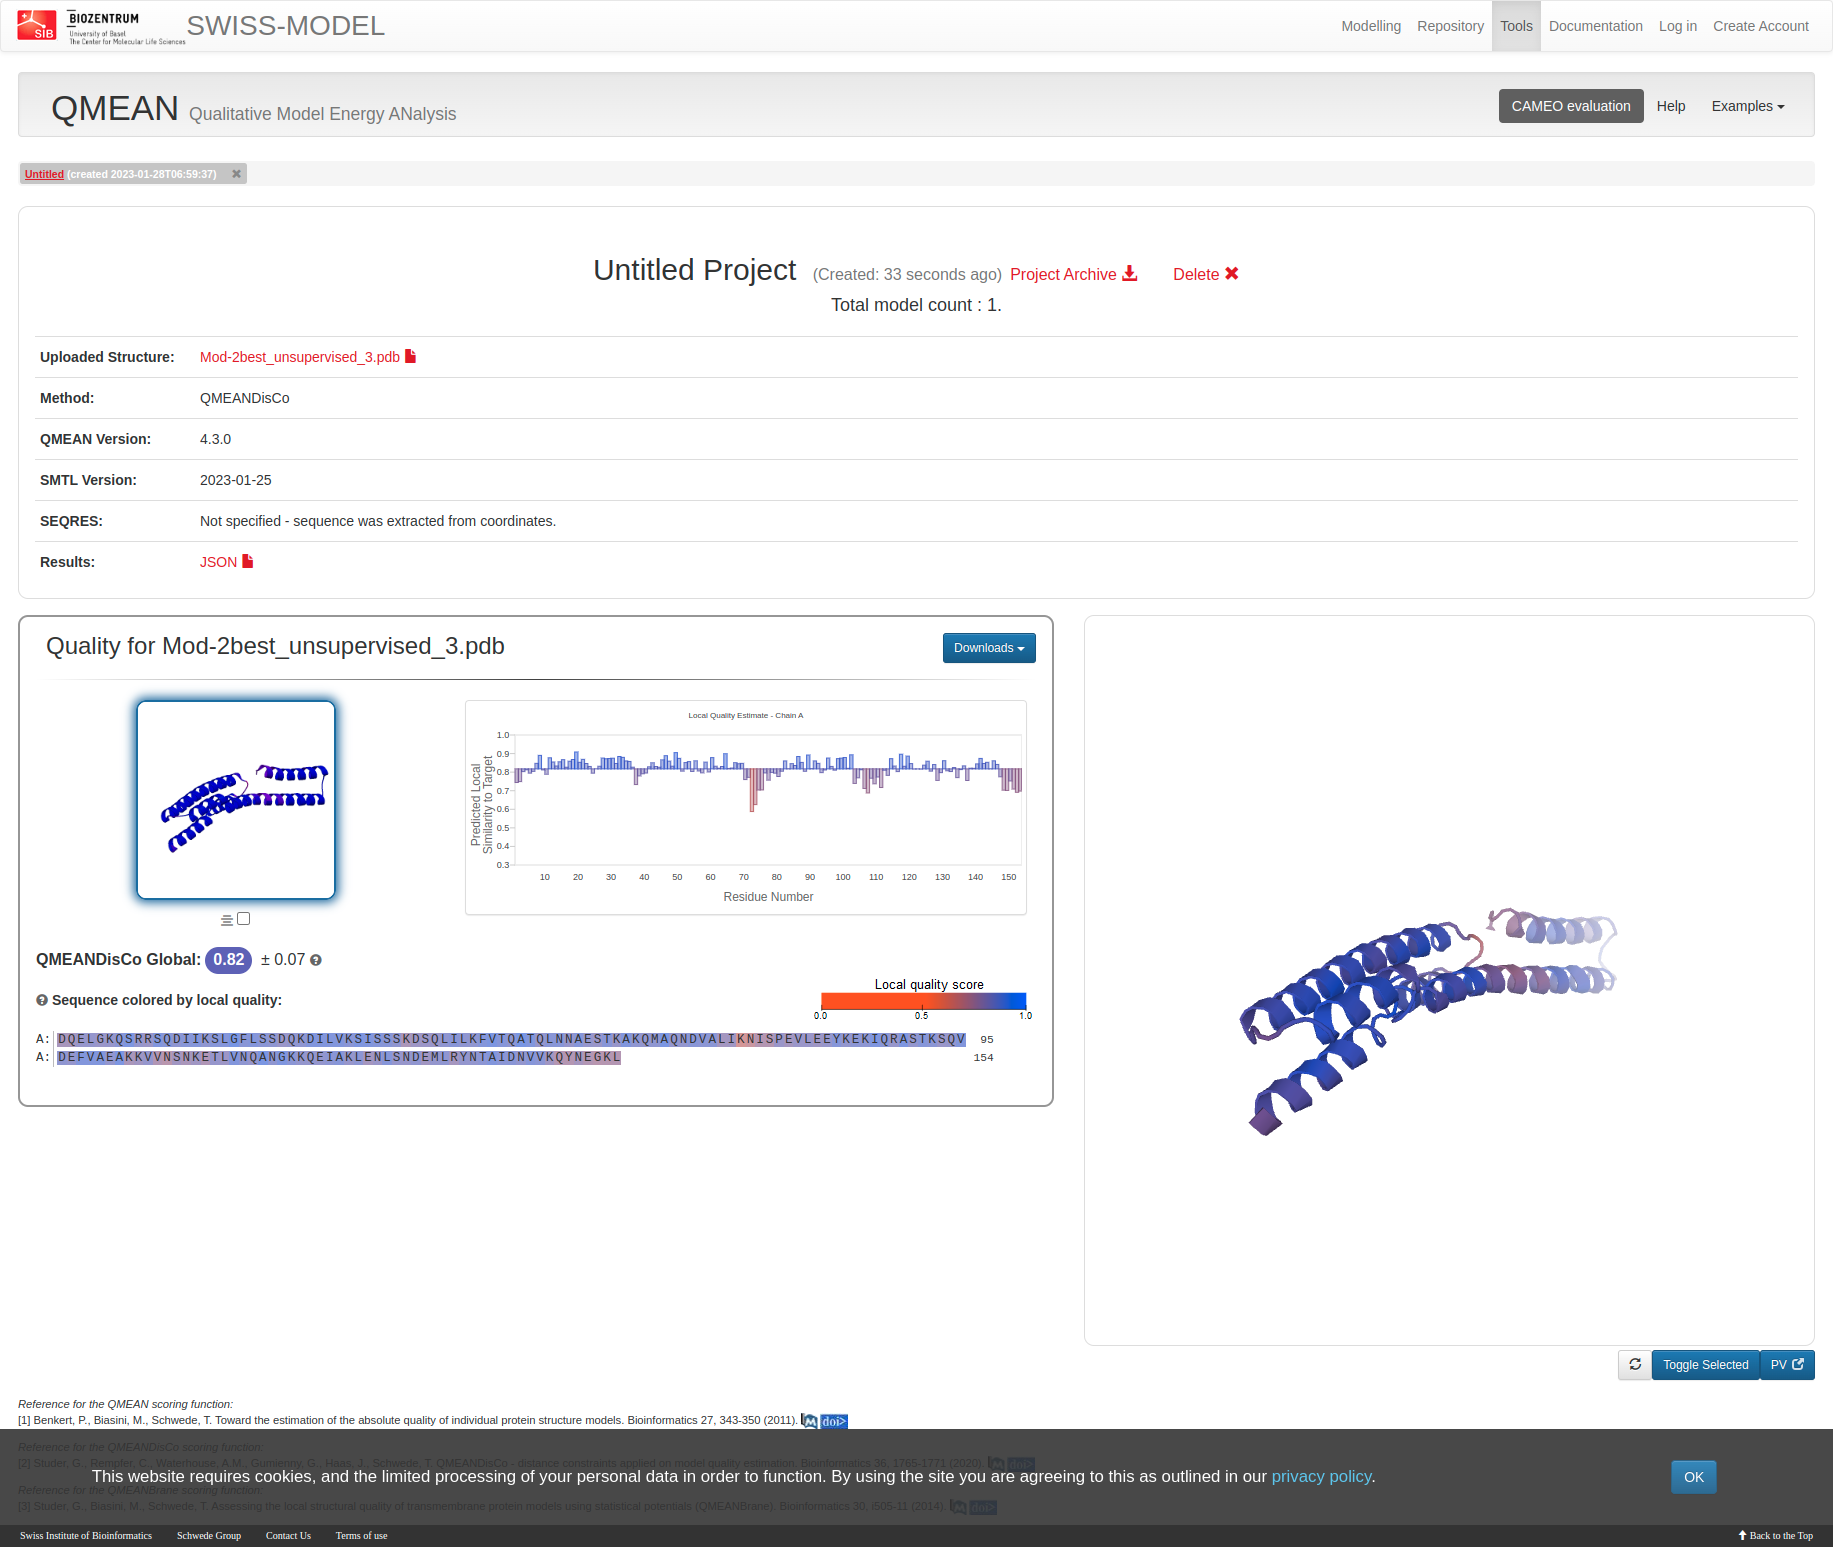 SIB
BIOZENTRUM
University of Basel
The Center for Molecular Life Sciences
SWISS-MODEL
Modelling Repository Tools Documentation Log in Create Account
QMEAN Qualitative Model Energy ANalysis
CAMEO evaluation Help Examples
Untitled (created 2023-01-28T06:59:37)
Untitled Project (Created: 33 seconds ago) Project Archive Delete
Total model count : 1.
Uploaded Structure: Mod-2best_unsupervised_3.pdb
Method: QMEANDisCo
QMEAN Version: 4.3.0
SMTL Version: 2023-01-25
SEQRES: Not specified - sequence was extracted from coordinates.
Results: JSON
Quality for Mod-2best_unsupervised_3.pdb
Downloads
Local Quality Estimate - Chain A
Predicted Local
Similarity to Target
1.0
0.9
0.8
0.7
0.6
0.5
0.4
0.3
10 20 30 40 50 60 70 80 90 100 110 120 130 140 150
Residue Number
QMEANDisCo Global: 0.82 ± 0.07
Sequence colored by local quality:
Local quality score
0.0 0.5 1.0
A: DQELGKQSRRSQDIIKSLGFLSSDQKDILVKSISSSKDSQLILKFVTQATQLNNAESTKAKQMAQNDVALIKNISPEVLEEYKEKIQRASTKSQV 95
A: DEFVAEAKKVVNSNKETLVNQANGKKQEIAKLENLSNDEMLRYNTAIDNVVKQYNEGKL 154
Toggle Selected PV
Reference for the QMEAN scoring function:
[1] Benkert, P., Biasini, M., Schwede, T. Toward the estimation of the absolute quality of individual protein structure models. Bioinformatics 27, 343-350 (2011). M doi>
Reference for the QMEANDisCo scoring function:
[2] Studer, G., Rempfer, C., Waterhouse, A.M., Gumienny, G., Haas, J., Schwede, T. QMEANDisCo - distance constraints applied on model quality estimation. Bioinformatics 36, 1765-1771 (2020). M doi>
This website requires cookies, and the limited processing of your personal data in order to function. By using the site you are agreeing to this as outlined in our privacy policy.
OK
Reference for the QMEANBrane scoring function:
[3] Studer, G., Biasini, M., Schwede, T. Assessing the local structural quality of transmembrane protein models using statistical potentials (QMEANBrane). Bioinformatics 30, i505-11 (2014). M doi>
Swiss Institute of Bioinformatics Schwede Group Contact Us Terms of use Back to the Top